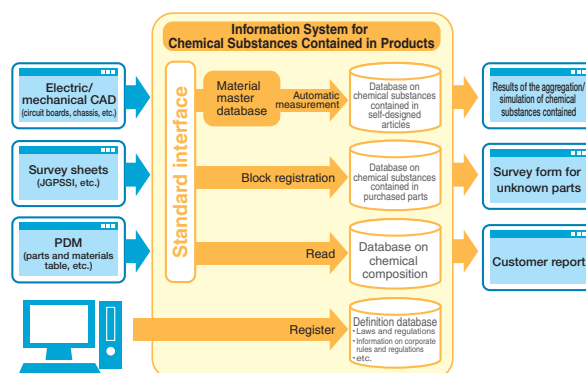 Information System for
Chemical Substances Contained in Products
Electric/
mechanical CAD
(circuit boards, chassis, etc.)
Survey sheets
(JGPSSI, etc.)
PDM
(parts and materials
table, etc.)
Standard interface
Material
master
database
Automatic
measurement
Database on
chemical substances
contained in
self-designed
articles
Results of the aggregation/
simulation of chemical
substances contained
Block registration
Database on
chemical substances
contained in
purchased parts
Survey form for
unknown parts
Read
Database on
chemical
composition
Customer report
Register
Definition database
・Laws and regulations
・Information on corporate
rules and regulations
・etc.